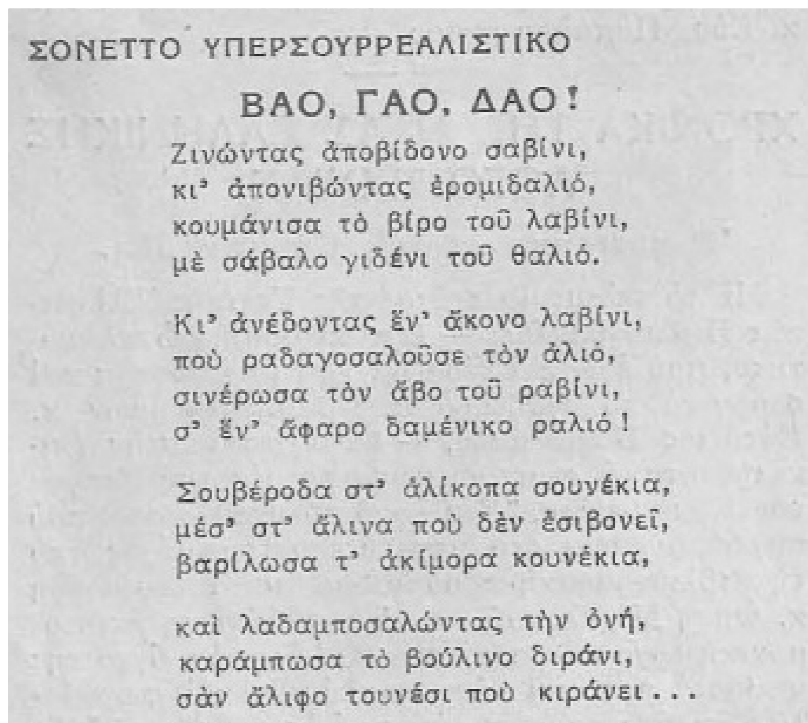 ΣΟΝΕΤΤΟ ΥΠΕΡΣΟΥΡΡΕΑΛΙΣΤΙΚΟ
ΒΑΟ, ΓΑΟ, ΔΑΟ!
Ζινώντας ἀποβίδονο σαβίνι,
κι’ ἀπονιβώντας ἐρομιδαλιό,
κουμάνισα τὸ βίρο τοῦ λαβίνι,
μὲ σάβαλο γιδένι τοῦ θαλιό.
Κι’ ἀνέδοντας ἕν’ ἄκονο λαβίνι,
ποὺ ραδαγοσαλοῦσε τὸν ἀλιό,
σινέρωσα τὸν ἄβο τοῦ ραβίνι,
σ’ ἕν’ ἄφαρο δαμένικο ραλιό!
Σουβέροδα στ’ ἀλίκοπα σουνέκια,
μέσ’ στ’ ἄλινα ποὺ δὲν ἐσιβονεῖ,
βαρίλωσα τ’ ἀκίμορα κουνέκια,
καὶ λαδαμποσαλώντας τὴν ὀνή,
καράμπωσα τὸ βούλινο διράνι,
σὰν ἄλιφο τουνέσι ποὺ κιράνει...